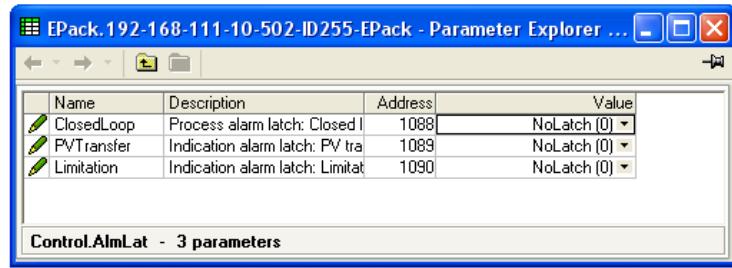 EPack.192-168-111-10-502-ID255-EPack - Parameter Explorer ...
Name Description Address Value
ClosedLoop Process alarm latch: Closed l 1088 NoLatch (0)
PVTransfer Indication alarm latch: PV tra 1089 NoLatch (0)
Limitation Indication alarm latch: Limitat 1090 NoLatch (0)
Control.AlmLat - 3 parameters